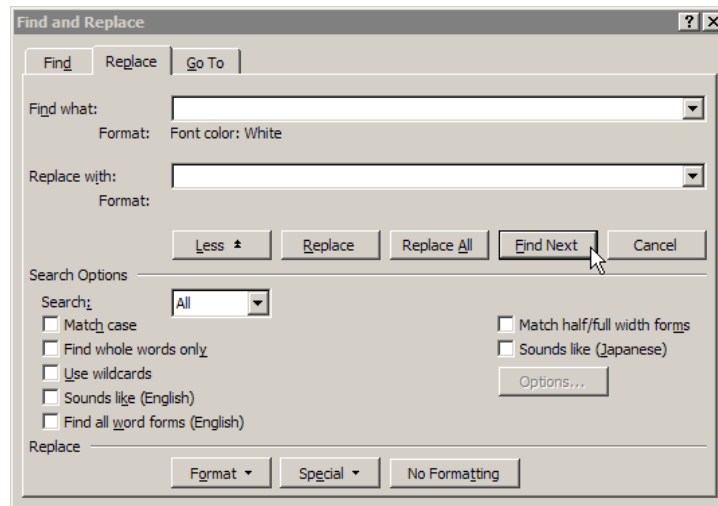 Find and Replace
Find Replace Go To
Find what:
Format: Font color: White
Replace with:
Format:
Less Replace Replace All Find Next Cancel
Search Options
Search: All
Match case Match half/full width forms
Find whole words only Sounds like (Japanese)
Use wildcards Options...
Sounds like (English)
Find all word forms (English)
Replace
Format Special No Formatting